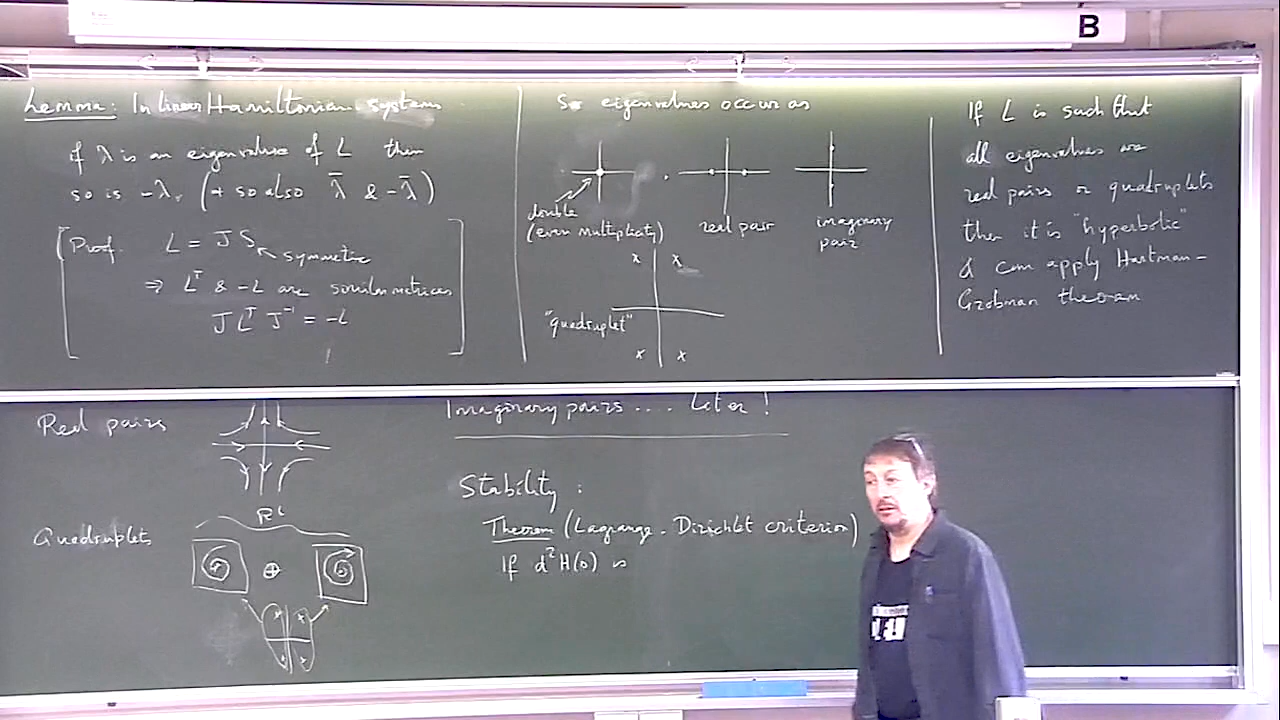 B
Lemma: In linear Hamiltonian systems
if λ is an eigenvalue of L then
so is -λ. (+ so also λ̄ & -λ̄)
[Proof. L = J S
symmetric
⇒ Lᵀ & -L are similar matrices
J Lᵀ J⁻¹ = -L
So eigenvalues occur as
double
(even multiplicity)
real pair
imaginary
pair
"quadruplet"
If L is such that
all eigenvalues are
real pairs or quadruplets
then it is "hyperbolic"
& can apply Hartman-
Grobman theorem
Real pairs
Quadruplets
⊕
Imaginary pairs .... Later!
Stability:
Theorem (Lagrange - Dirichlet criterion)
If d²H(0) is